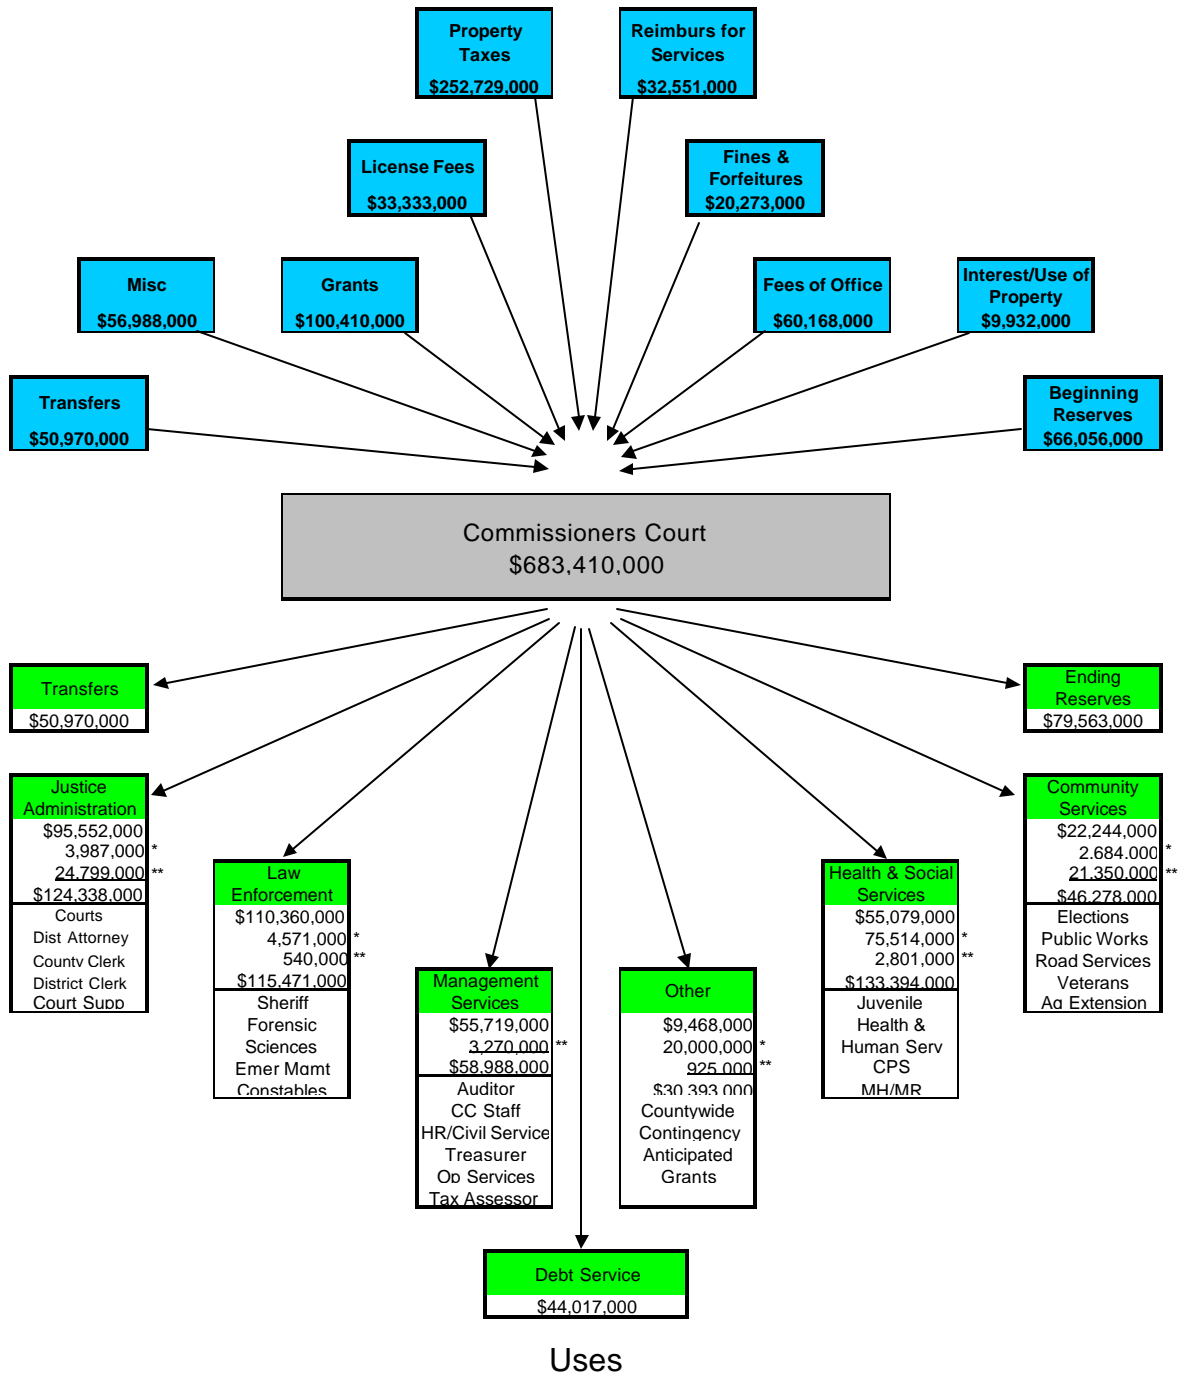 Property
Taxes
$252,729,000
Reimburs for
Services
$32,551,000
License Fees
$33,333,000
Fines &
Forfeitures
$20,273,000
Misc
$56,988,000
Grants
$100,410,000
Fees of Office
$60,168,000
Interest/Use of
Property
$9,932,000
Transfers
$50,970,000
Beginning
Reserves
$66,056,000
Commissioners Court
$683,410,000
Transfers
$50,970,000
Ending
Reserves
$79,563,000
Justice
Administration
$95,552,000
3,987,000 *
24,799,000 **
$124,338,000
Courts
Dist Attorney
County Clerk
District Clerk
Court Supp
Law
Enforcement
$110,360,000
4,571,000 *
540,000 **
$115,471,000
Sheriff
Forensic
Sciences
Emer Mgmt
Constables
Management
Services
$55,719,000
3,270,000 **
$58,988,000
Auditor
CC Staff
HR/Civil Service
Treasurer
Op Services
Tax Assessor
Other
$9,468,000
20,000,000 *
925,000 **
$30,393,000
Countywide
Contingency
Anticipated
Grants
Health & Social
Services
$55,079,000
75,514,000 *
2,801,000 **
$133,394,000
Juvenile
Health &
Human Serv
CPS
MH/MR
Community
Services
$22,244,000
2,684,000 *
21,350,000 **
$46,278,000
Elections
Public Works
Road Services
Veterans
Ag Extension
Debt Service
$44,017,000
Uses